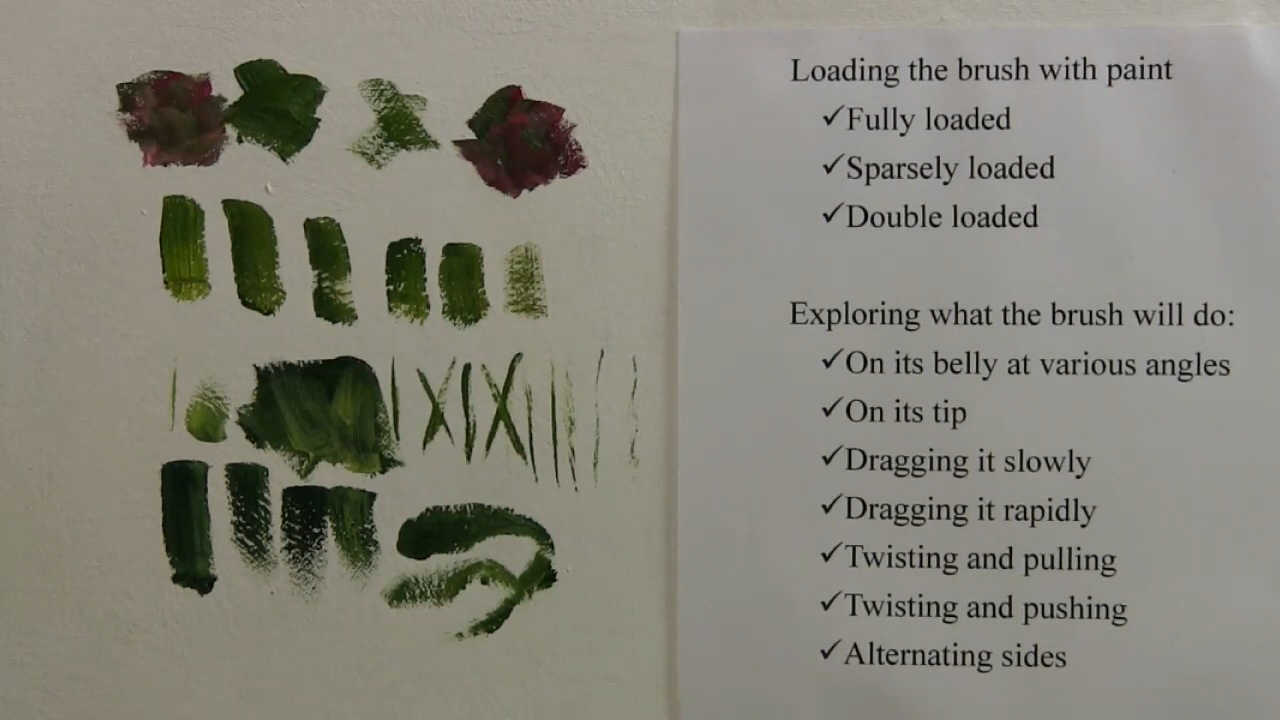 Loading the brush with paint
✓Fully loaded
✓Sparsely loaded
✓Double loaded
Exploring what the brush will do:
✓On its belly at various angles
✓On its tip
✓Dragging it slowly
✓Dragging it rapidly
✓Twisting and pulling
✓Twisting and pushing
✓Alternating sides